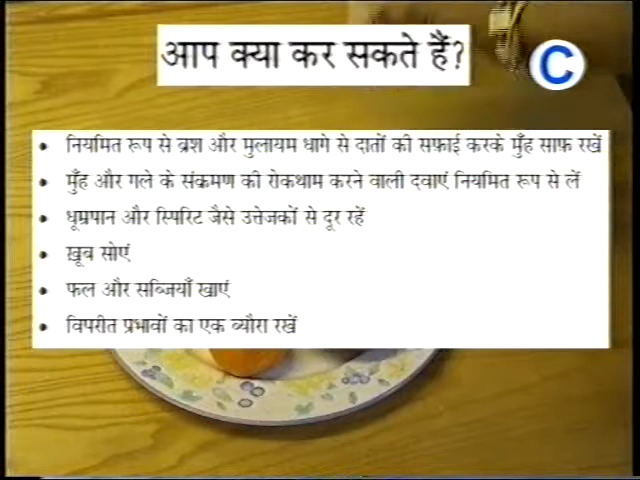 आप क्या कर सकते हैं?
C
• नियमित रूप से ब्रश और मुलायम धागे से दातों की सफ़ाई करके मुँह साफ़ रखें
• मुँह और गले के संक्रमण की रोकथाम करने वाली दवाएं नियमित रूप से लें
• धूम्रपान और स्पिरिट जैसे उत्तेजकों से दूर रहें
• ख़ूब सोएं
• फल और सब्जियाँ खाएं
• विपरीत प्रभावों का एक ब्यौरा रखें